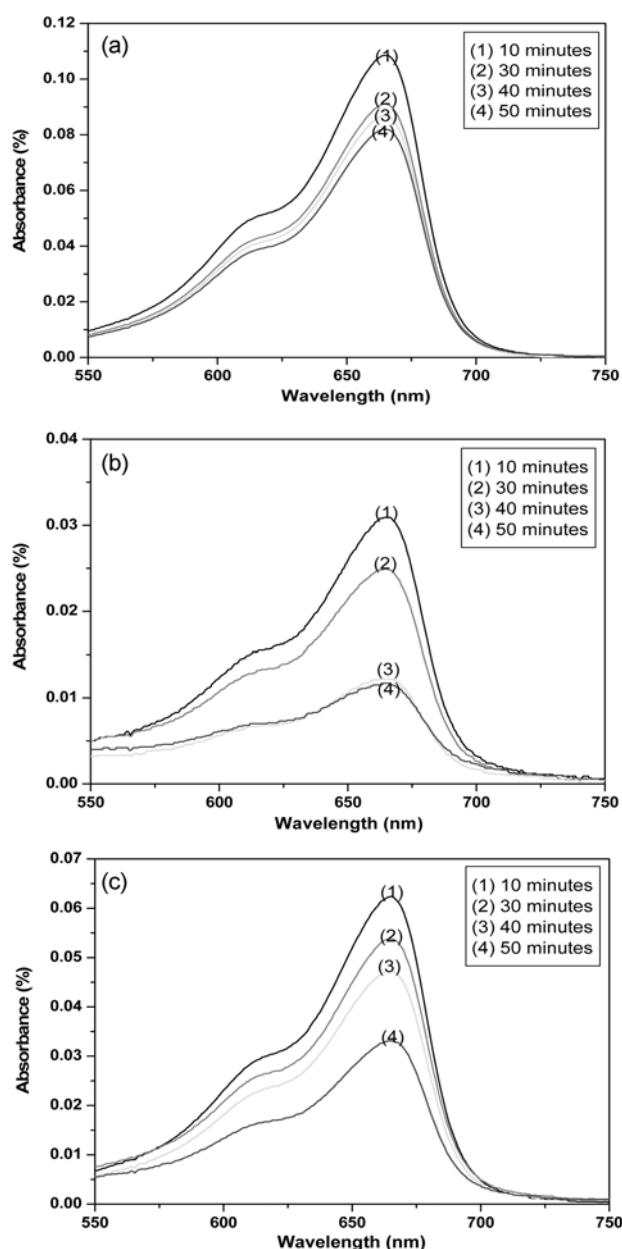 (a)
(1) 10 minutes
(2) 30 minutes
(3) 40 minutes
(4) 50 minutes
(1)
(2)
(3)
(4)
0.12
0.10
0.08
0.06
0.04
0.02
0.00
Absorbance (%)
550 600 650 700 750
Wavelength (nm)
(b)
(1) 10 minutes
(2) 30 minutes
(3) 40 minutes
(4) 50 minutes
(1)
(2)
(3)
(4)
0.04
0.03
0.02
0.01
0.00
Absorbance (%)
550 600 650 700 750
Wavelength (nm)
(c)
(1) 10 minutes
(2) 30 minutes
(3) 40 minutes
(4) 50 minutes
(1)
(2)
(3)
(4)
0.07
0.06
0.05
0.04
0.03
0.02
0.01
0.00
Absorbance (%)
550 600 650 700 750
Wavelength (nm)